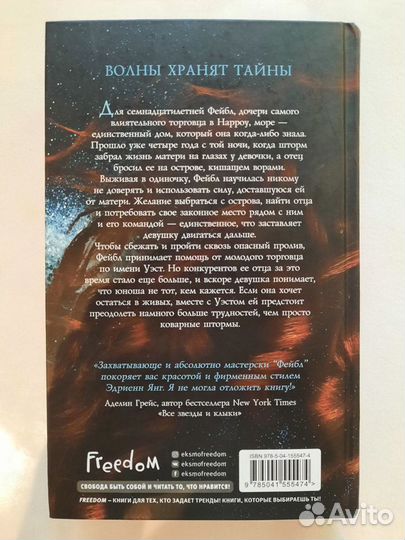 ВОЛНЫ ХРАНЯТ ТАЙНЫ
Для семнадцатилетней Фейбл, дочери самого
влиятельного торговца в Нарроу, море —
единственный дом, который она когда-либо знала.
Прошло уже четыре года с той ночи, когда шторм
забрал жизнь матери на глазах у девочки, а отец
бросил ее на острове, кишащем ворами.
Выживая в одиночку, Фейбл научилась никому
не доверять и использовать силу, доставшуюся ей
от матери. Желание выбраться с острова, найти отца
и потребовать свое законное место рядом с ним
и его командой — единственное, что заставляет
девушку двигаться дальше.
Чтобы сбежать и пройти сквозь опасный пролив,
Фейбл принимает помощь от молодого торговца
по имени Уэст. Но конкурентов ее отца за это
время стало еще больше, и вскоре девушка понимает,
что юноша не тот, кем кажется. Если она хочет
остаться в живых, вместе с Уэстом ей предстоит
преодолеть намного больше трудностей, чем просто
коварные штормы.
«Захватывающе и абсолютно мастерски "Фейбл"
покоряет вас красотой и фирменным стилем
Эдриенн Янг. Я не могла отложить книгу!»
Аделин Грейс, автор бестселлера New York Times
«Все звезды и клыки»
Freedom
eksmofreedom
eksmofreedom
eksmofreedom
ISBN 978-5-04-155547-4
9 785041 555474 >
СВОБОДА БЫТЬ СОБОЙ И ЧИТАТЬ ТО, ЧТО НРАВИТСЯ!
FREEDOM – КНИГИ ДЛЯ ТЕХ, КТО ЗАДАЕТ ТРЕНДЫ! КНИГИ, КОТОРЫЕ ВЫБИРАЕШЬ ТЫ!
Avito